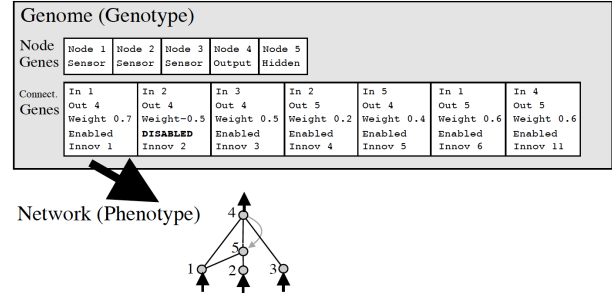 Genome (Genotype)
Node Genes
Node 1 Node 2 Node 3 Node 4 Node 5
Sensor Sensor Sensor Output Hidden
Connect. Genes
In 1 In 2 In 3 In 2 In 5 In 1 In 4
Out 4 Out 4 Out 4 Out 5 Out 4 Out 5 Out 5
Weight 0.7 Weight-0.5 Weight 0.5 Weight 0.2 Weight 0.4 Weight 0.6 Weight 0.6
Enabled DISABLED Enabled Enabled Enabled Enabled Enabled
Innov 1 Innov 2 Innov 3 Innov 4 Innov 5 Innov 6 Innov 11
Network (Phenotype)
4
5
1 2 3